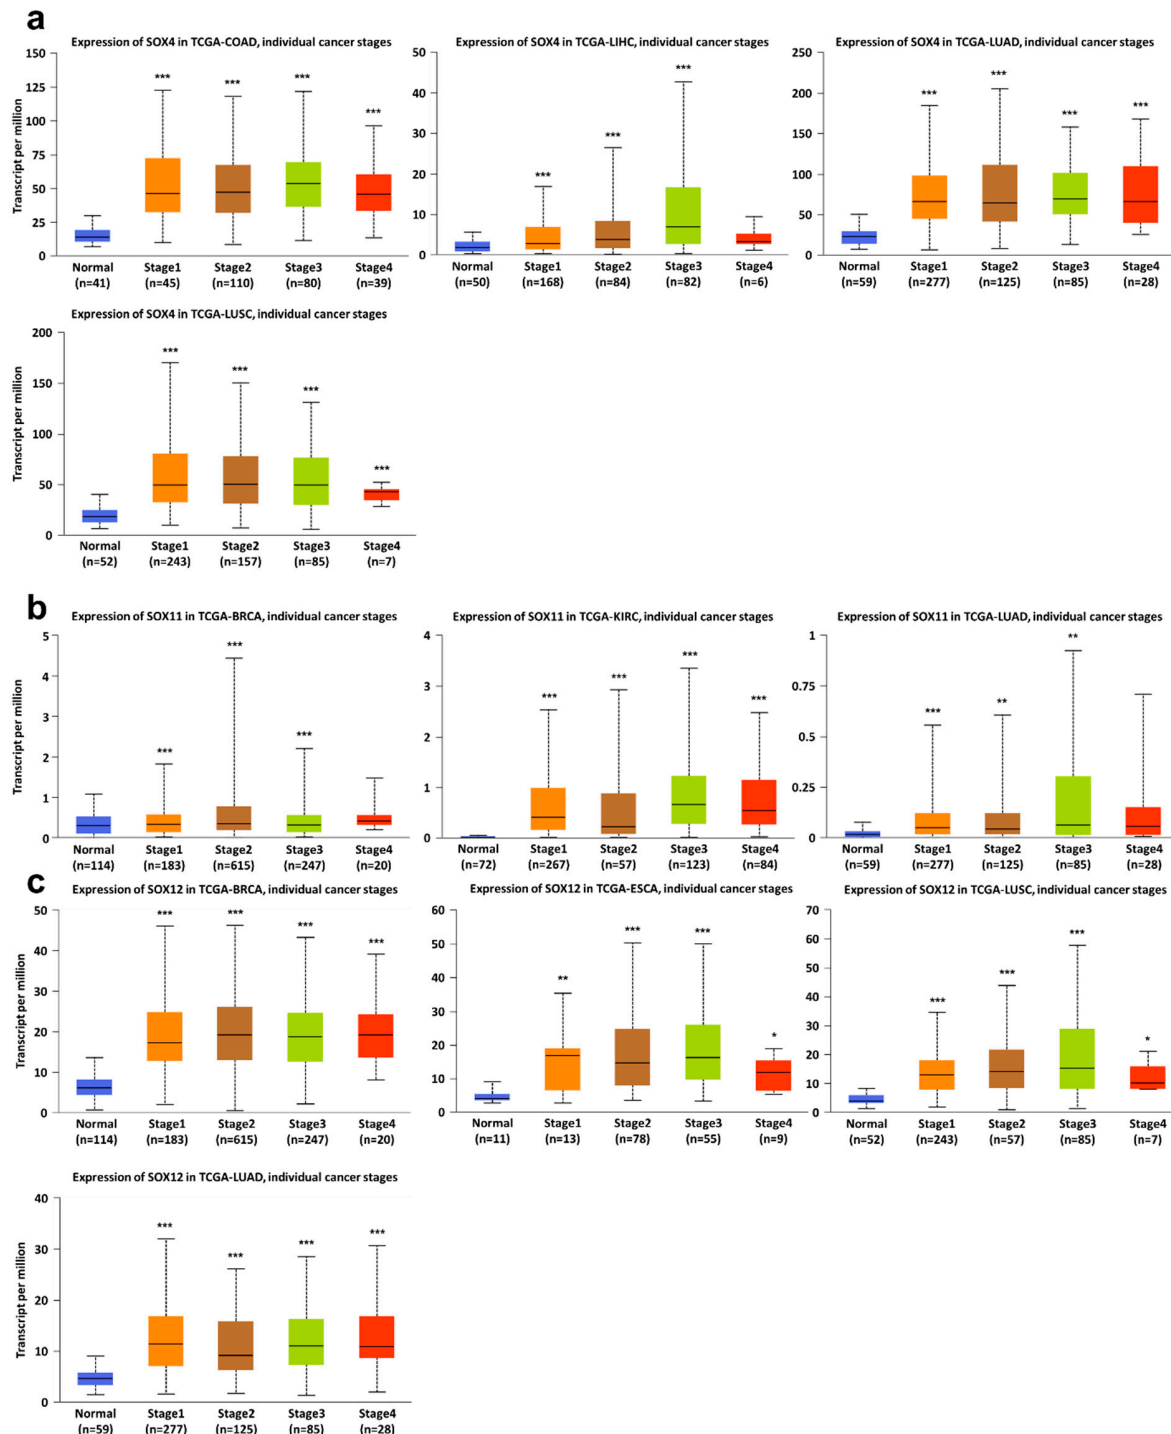 a
Expression of SOX4 in TCGA-COAD, individual cancer stages
Transcript per million
150
125
100
75
50
25
0
*** *** *** ***
Normal Stage1 Stage2 Stage3 Stage4
(n=41) (n=45) (n=110) (n=80) (n=39)
Expression of SOX4 in TCGA-LIHC, individual cancer stages
50
40
30
20
10
0
*** *** ***
Normal Stage1 Stage2 Stage3 Stage4
(n=50) (n=168) (n=84) (n=82) (n=6)
Expression of SOX4 in TCGA-LUAD, individual cancer stages
250
200
150
100
50
0
*** *** *** ***
Normal Stage1 Stage2 Stage3 Stage4
(n=59) (n=277) (n=125) (n=85) (n=28)
Expression of SOX4 in TCGA-LUSC, individual cancer stages
Transcript per million
200
150
100
50
0
*** *** *** ***
Normal Stage1 Stage2 Stage3 Stage4
(n=52) (n=243) (n=157) (n=85) (n=7)
b
Expression of SOX11 in TCGA-BRCA, individual cancer stages
Transcript per million
5
4
3
2
1
0
*** *** ***
Normal Stage1 Stage2 Stage3 Stage4
(n=114) (n=183) (n=615) (n=247) (n=20)
Expression of SOX11 in TCGA-KIRC, individual cancer stages
4
3
2
1
0
*** *** *** ***
Normal Stage1 Stage2 Stage3 Stage4
(n=72) (n=267) (n=57) (n=123) (n=84)
Expression of SOX11 in TCGA-LUAD, individual cancer stages
1
0.75
0.5
0.25
0
*** ** **
Normal Stage1 Stage2 Stage3 Stage4
(n=59) (n=277) (n=125) (n=85) (n=28)
c
Expression of SOX12 in TCGA-BRCA, individual cancer stages
Transcript per million
50
40
30
20
10
0
*** *** *** ***
Normal Stage1 Stage2 Stage3 Stage4
(n=114) (n=183) (n=615) (n=247) (n=20)
Expression of SOX12 in TCGA-ESCA, individual cancer stages
60
50
40
30
20
10
0
** *** *** *
Normal Stage1 Stage2 Stage3 Stage4
(n=11) (n=13) (n=78) (n=55) (n=9)
Expression of SOX12 in TCGA-LUSC, individual cancer stages
70
60
50
40
30
20
10
0
*** *** *** *
Normal Stage1 Stage2 Stage3 Stage4
(n=52) (n=243) (n=57) (n=85) (n=7)
Expression of SOX12 in TCGA-LUAD, individual cancer stages
Transcript per million
40
30
20
10
0
*** *** *** ***
Normal Stage1 Stage2 Stage3 Stage4
(n=59) (n=277) (n=125) (n=85) (n=28)